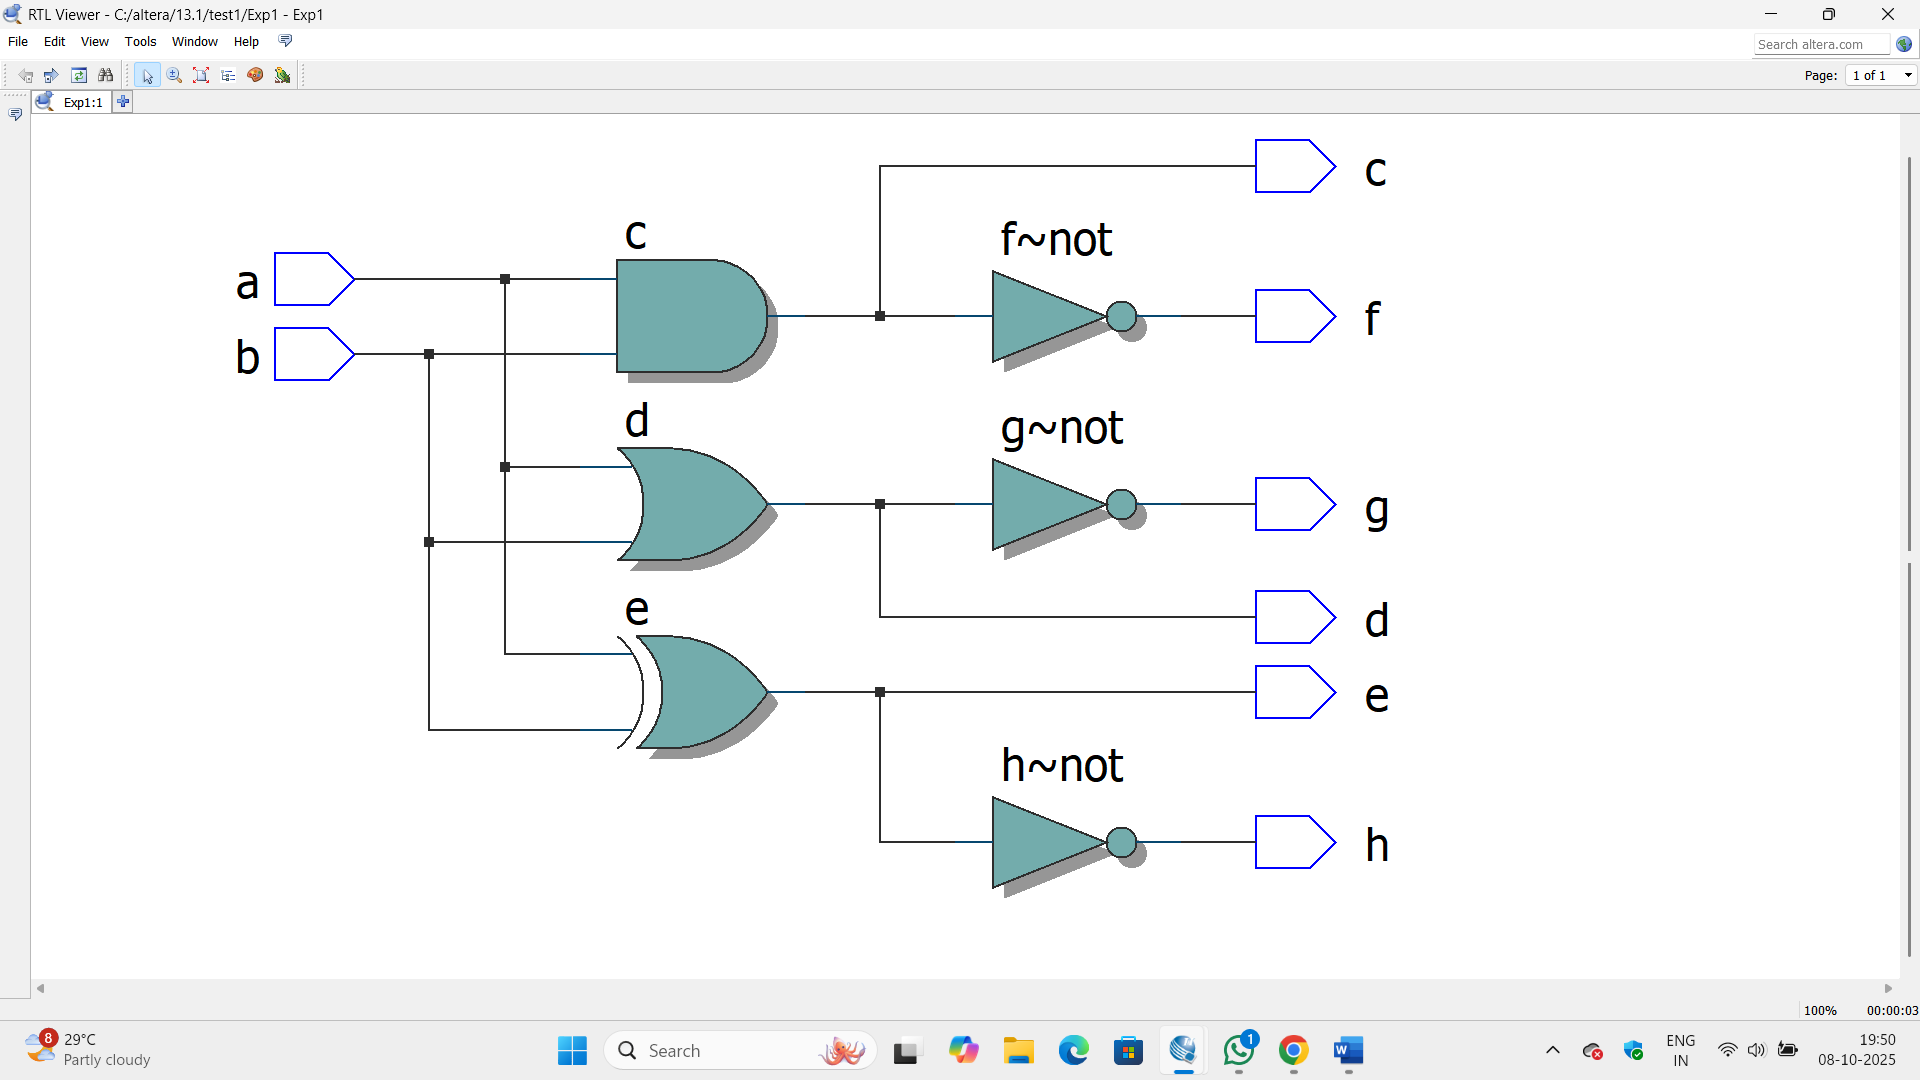 RTL Viewer - C:/altera/13.1/test1/Exp1 - Exp1
File Edit View Tools Window Help
Search altera.com
Page: 1 of 1
Exp1:1
c
c
f~not
a
f
b
d
g~not
g
d
e
e
h~not
h
100% 00:00:03
8
29°C
Partly cloudy
Search
1
W
ENG
IN
19:50
08-10-2025